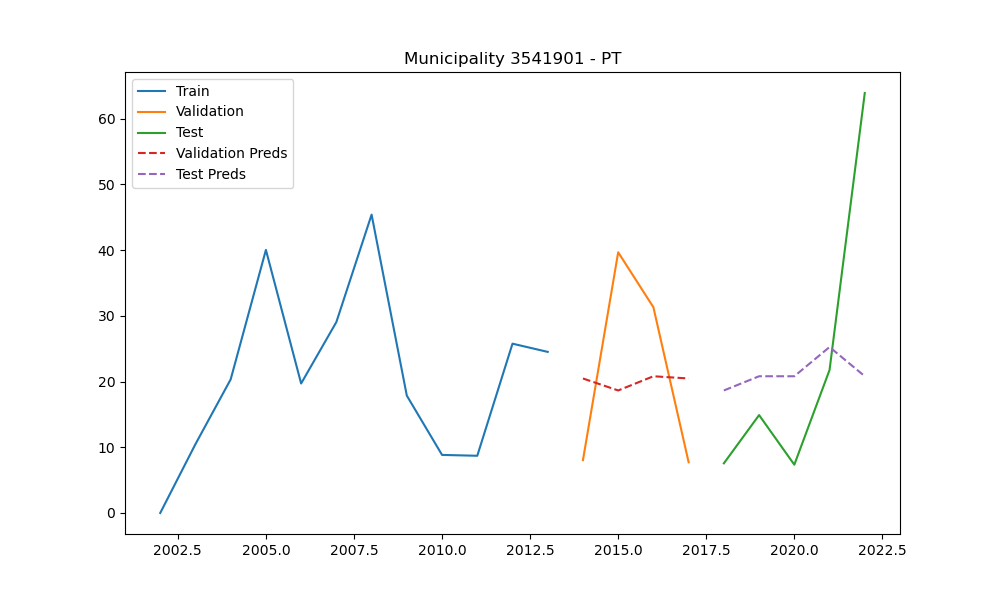 Municipality 3541901 - PT
Train
Validation
Test
Validation Preds
Test Preds
60
50
40
30
20
10
0
2002.5 2005.0 2007.5 2010.0 2012.5 2015.0 2017.5 2020.0 2022.5